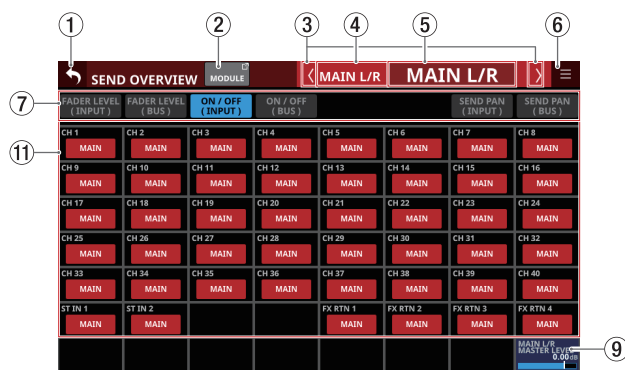 1
2
3
4
5
6
SEND OVERVIEW
MODULE
MAIN L/R
MAIN L/R
7
FADER LEVEL (INPUT)
FADER LEVEL (BUS)
ON / OFF (INPUT)
ON / OFF (BUS)
SEND PAN (INPUT)
SEND PAN (BUS)
11
CH 1
CH 2
CH 3
CH 4
CH 5
CH 6
CH 7
CH 8
MAIN
MAIN
MAIN
MAIN
MAIN
MAIN
MAIN
MAIN
CH 9
CH 10
CH 11
CH 12
CH 13
CH 14
CH 15
CH 16
MAIN
MAIN
MAIN
MAIN
MAIN
MAIN
MAIN
MAIN
CH 17
CH 18
CH 19
CH 20
CH 21
CH 22
CH 23
CH 24
MAIN
MAIN
MAIN
MAIN
MAIN
MAIN
MAIN
MAIN
CH 25
CH 26
CH 27
CH 28
CH 29
CH 30
CH 31
CH 32
MAIN
MAIN
MAIN
MAIN
MAIN
MAIN
MAIN
MAIN
CH 33
CH 34
CH 35
CH 36
CH 37
CH 38
CH 39
CH 40
MAIN
MAIN
MAIN
MAIN
MAIN
MAIN
MAIN
MAIN
ST IN 1
ST IN 2
FX RTN 1
FX RTN 2
FX RTN 3
FX RTN 4
MAIN
MAIN
MAIN
MAIN
MAIN
MAIN
MAIN L/R
MASTER LEVEL
0.00dB
9